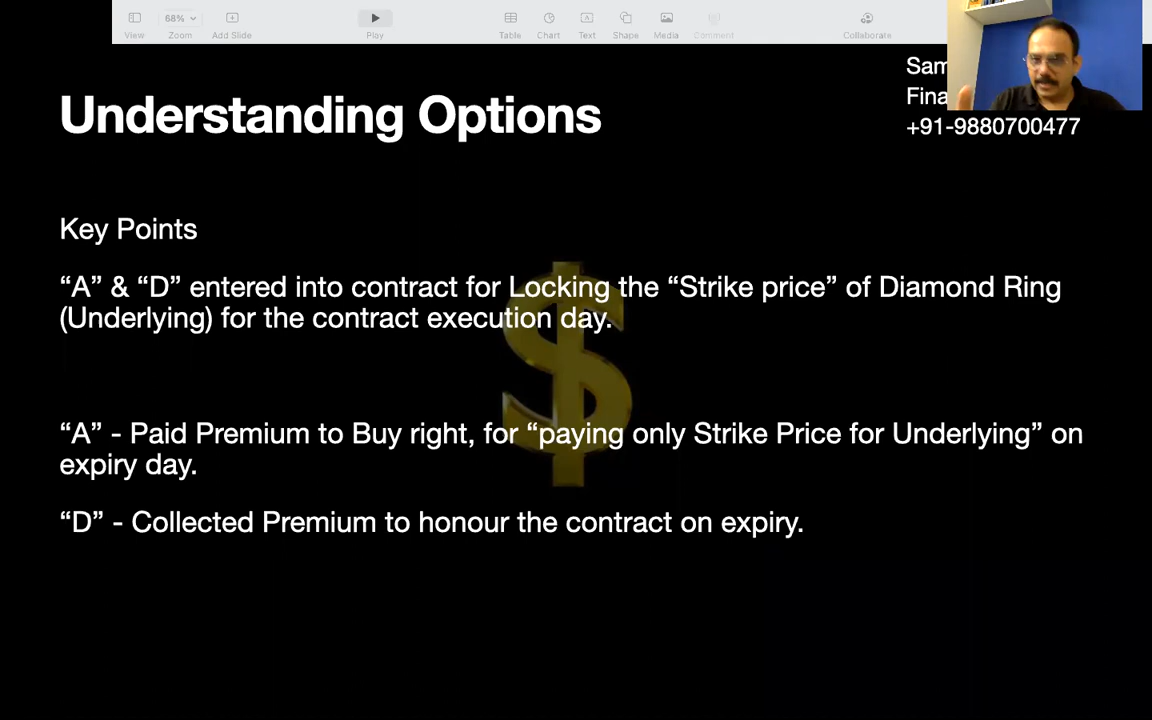 View
68%
Zoom
Add Slide
Play
Table
Chart
Text
Shape
Media
Comment
Collaborate
Understanding Options
+91-9880700477
Key Points
“A” & “D” entered into contract for Locking the “Strike price” of Diamond Ring
(Underlying) for the contract execution day.
“A” - Paid Premium to Buy right, for “paying only Strike Price for Underlying” on
expiry day.
“D” - Collected Premium to honour the contract on expiry.